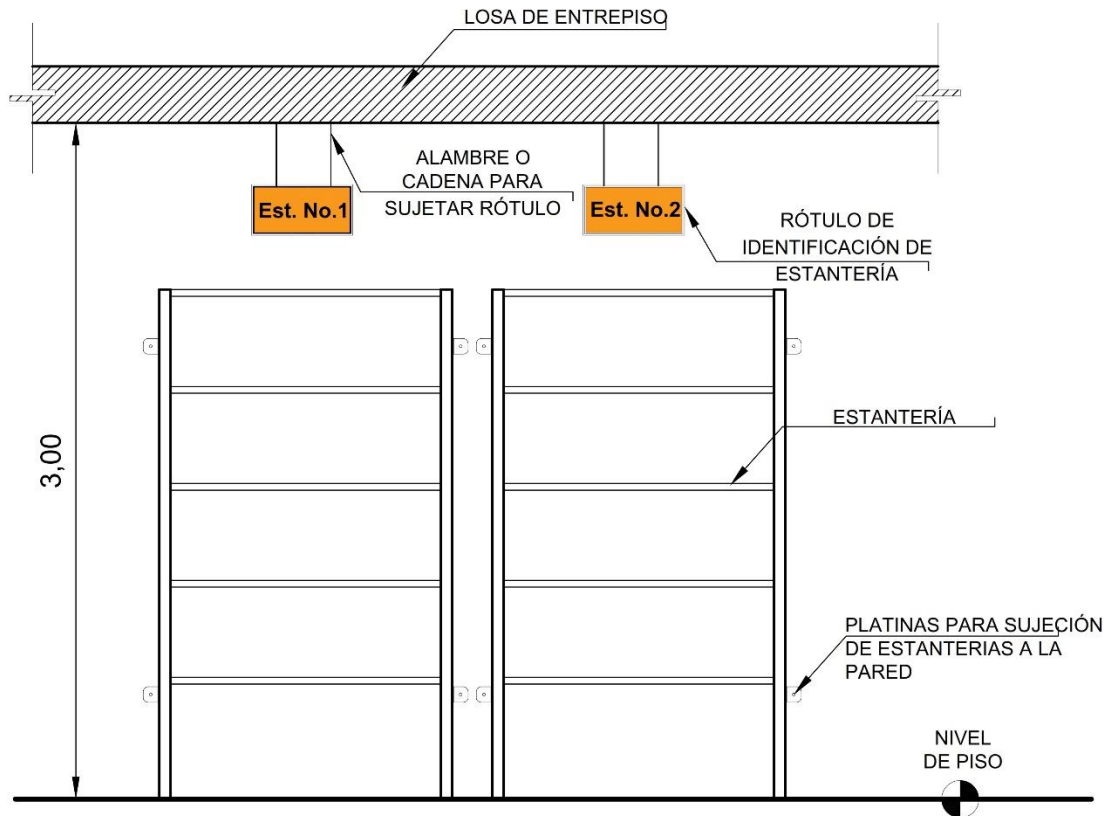 LOSA DE ENTREPISO
ALAMBRE O
CADENA PARA
SUJETAR RÓTULO
Est. No.1
Est. No.2
RÓTULO DE
IDENTIFICACIÓN DE
ESTANTERÍA
3,00
ESTANTERÍA
PLATINAS PARA SUJECIÓN
DE ESTANTERIAS A LA
PARED
NIVEL
DE PISO